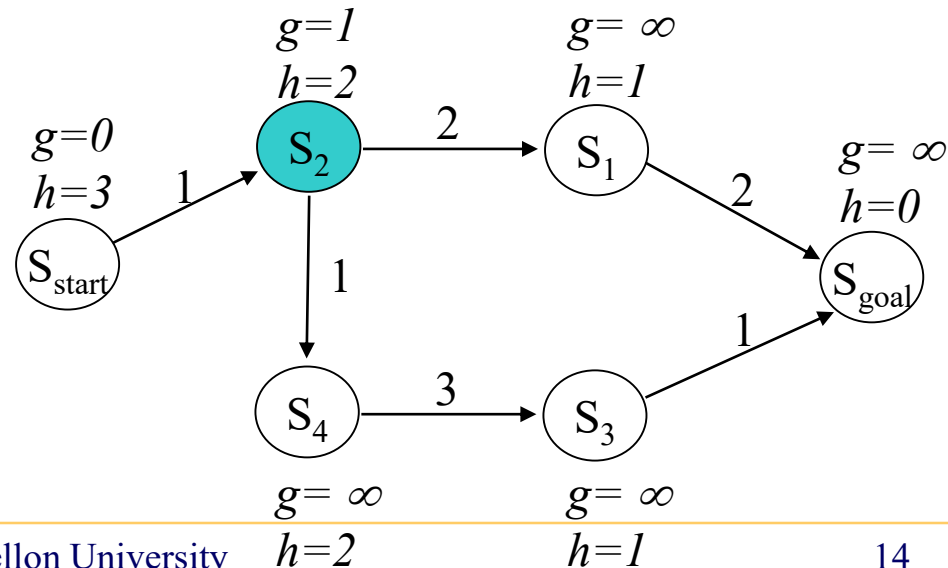 g=1
h=2
g= ∞
h=1
g=0
h=3
g= ∞
h=0
S2
2
S1
1
2
Sstart
1
Sgoal
1
S4
3
S3
g= ∞
h=2
g= ∞
h=1
ellon University
14